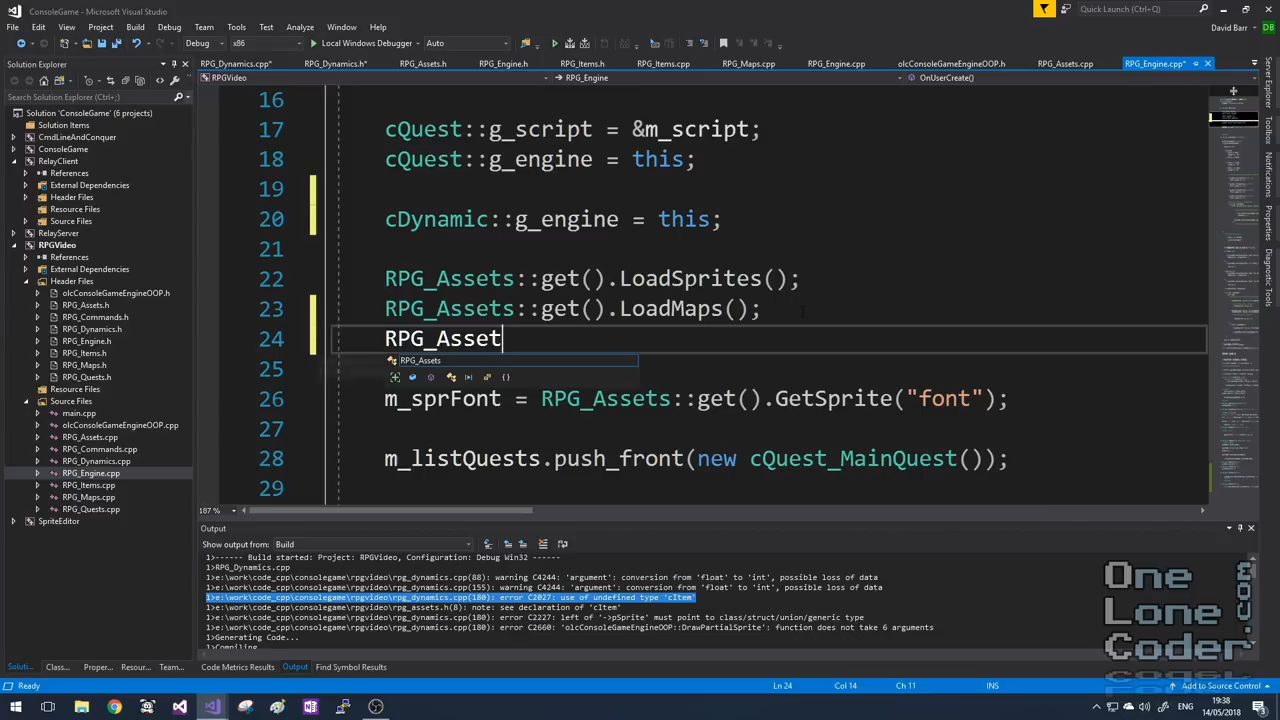 ConsoleGame - Microsoft Visual Studio
Quick Launch (Ctrl+Q)
File Edit View Project Build Debug Team Tools Test Analyze Window Help
David Barr DB
Debug x86 Local Windows Debugger Auto
Solution Explorer
RPG_Dynamics.cpp* RPG_Dynamics.h* RPG_Assets.h RPG_Engine.h RPG_Items.h RPG_Items.cpp RPG_Maps.cpp RPG_Engine.cpp olcConsoleGameEngineOOP.h RPG_Assets.cpp RPG_Engine.cpp*
RPGVideo RPG_Engine OnUserCreate()
Search Solution Explorer (Ctrl+;)
Solution 'ConsoleGame' (6 projects)
Solution Items
CmdLineAndConquer
ConsoleGame
RelayClient
References
External Dependencies
Header Files
Resource Files
Source Files
RelayServer
RPGVideo
References
External Dependencies
Header Files
olcConsoleGameEngineOOP.h
RPG_Assets.h
RPG_Commands.h
RPG_Dynamics.h
RPG_Engine.h
RPG_Items.h
RPG_Maps.h
RPG_Quests.h
Resource Files
Source Files
main.cpp
olcConsoleGameEngineOOP.cpp
RPG_Assets.cpp
RPG_Commands.cpp
RPG_Dynamics.cpp
RPG_Engine.cpp
RPG_Items.cpp
RPG_Maps.cpp
RPG_Quests.cpp
SpriteEditor
16
17 cQuest::g_script = &m_script;
18 cQuest::g_engine = this;
19
20 cDynamic::g_engine = this;
21
22 RPG_Assets::get().LoadSprites();
23 RPG_Assets::get().LoadMaps();
24 RPG_Asset
RPG_Assets
25
26 m_sprFont = RPG_Assets::get().GetSprite("font");
27
28 m_listQuest.push_front(new cQuest_MainQuest());
29
187 %
Server Explorer
Toolbox
Notifications
Properties
Diagnostic Tools
Output
Show output from: Build
1>------ Build started: Project: RPGVideo, Configuration: Debug Win32 ------
1>RPG_Dynamics.cpp
1>e:\work\code_cpp\consolegame\rpgvideo\rpg_dynamics.cpp(88): warning C4244: 'argument': conversion from 'float' to 'int', possible loss of data
1>e:\work\code_cpp\consolegame\rpgvideo\rpg_dynamics.cpp(155): warning C4244: 'argument': conversion from 'float' to 'int', possible loss of data
1>e:\work\code_cpp\consolegame\rpgvideo\rpg_dynamics.cpp(180): error C2027: use of undefined type 'cItem'
1>e:\work\code_cpp\consolegame\rpgvideo\rpg_assets.h(8): note: see declaration of 'cItem'
1>e:\work\code_cpp\consolegame\rpgvideo\rpg_dynamics.cpp(180): error C2227: left of '->pSprite' must point to class/struct/union/generic type
1>e:\work\code_cpp\consolegame\rpgvideo\rpg_dynamics.cpp(180): error C2660: 'olcConsoleGameEngineOOP::DrawPartialSprite': function does not take 6 arguments
1>Generating Code...
1>Compiling...
Soluti... Class... Proper... Resour... Team...
Code Metrics Results Output Find Symbol Results
One
Lone
Coder
.com
Ready Ln 24 Col 14 Ch 11 INS Add to Source Control
19:38
14/05/2018